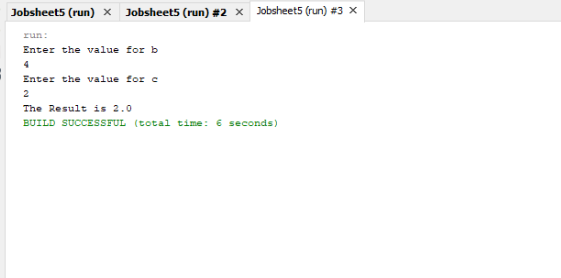 Jobsheet5 (run) × Jobsheet5 (run) #2 × Jobsheet5 (run) #3 ×
run:
Enter the value for b
4
Enter the value for c
2
The Result is 2.0
BUILD SUCCESSFUL (total time: 6 seconds)